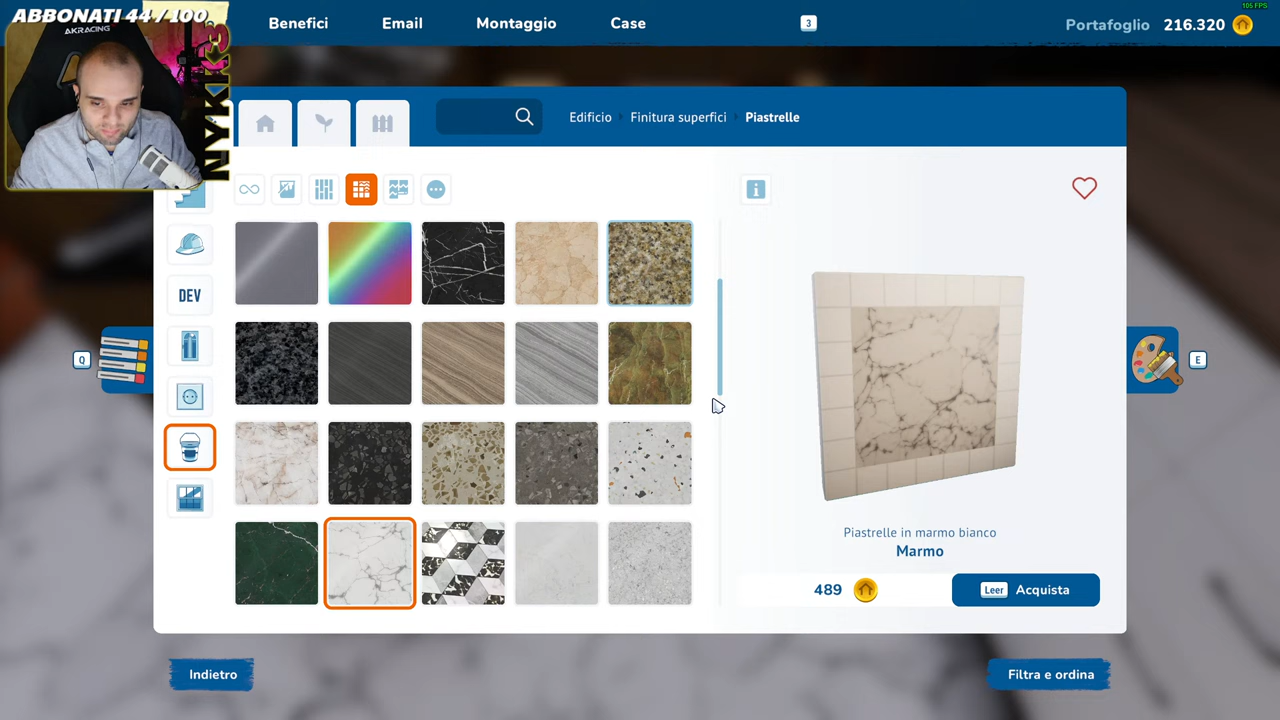 ABBONATI 44 / 100
AKRACING
NYKK3
Benefici
Email
Montaggio
Case
3
105 FPS
Portafoglio 216.320
Edificio
Finitura superfici
Piastrelle
DEV
Q
E
Piastrelle in marmo bianco
Marmo
489
Leer Acquista
Indietro
Filtra e ordina